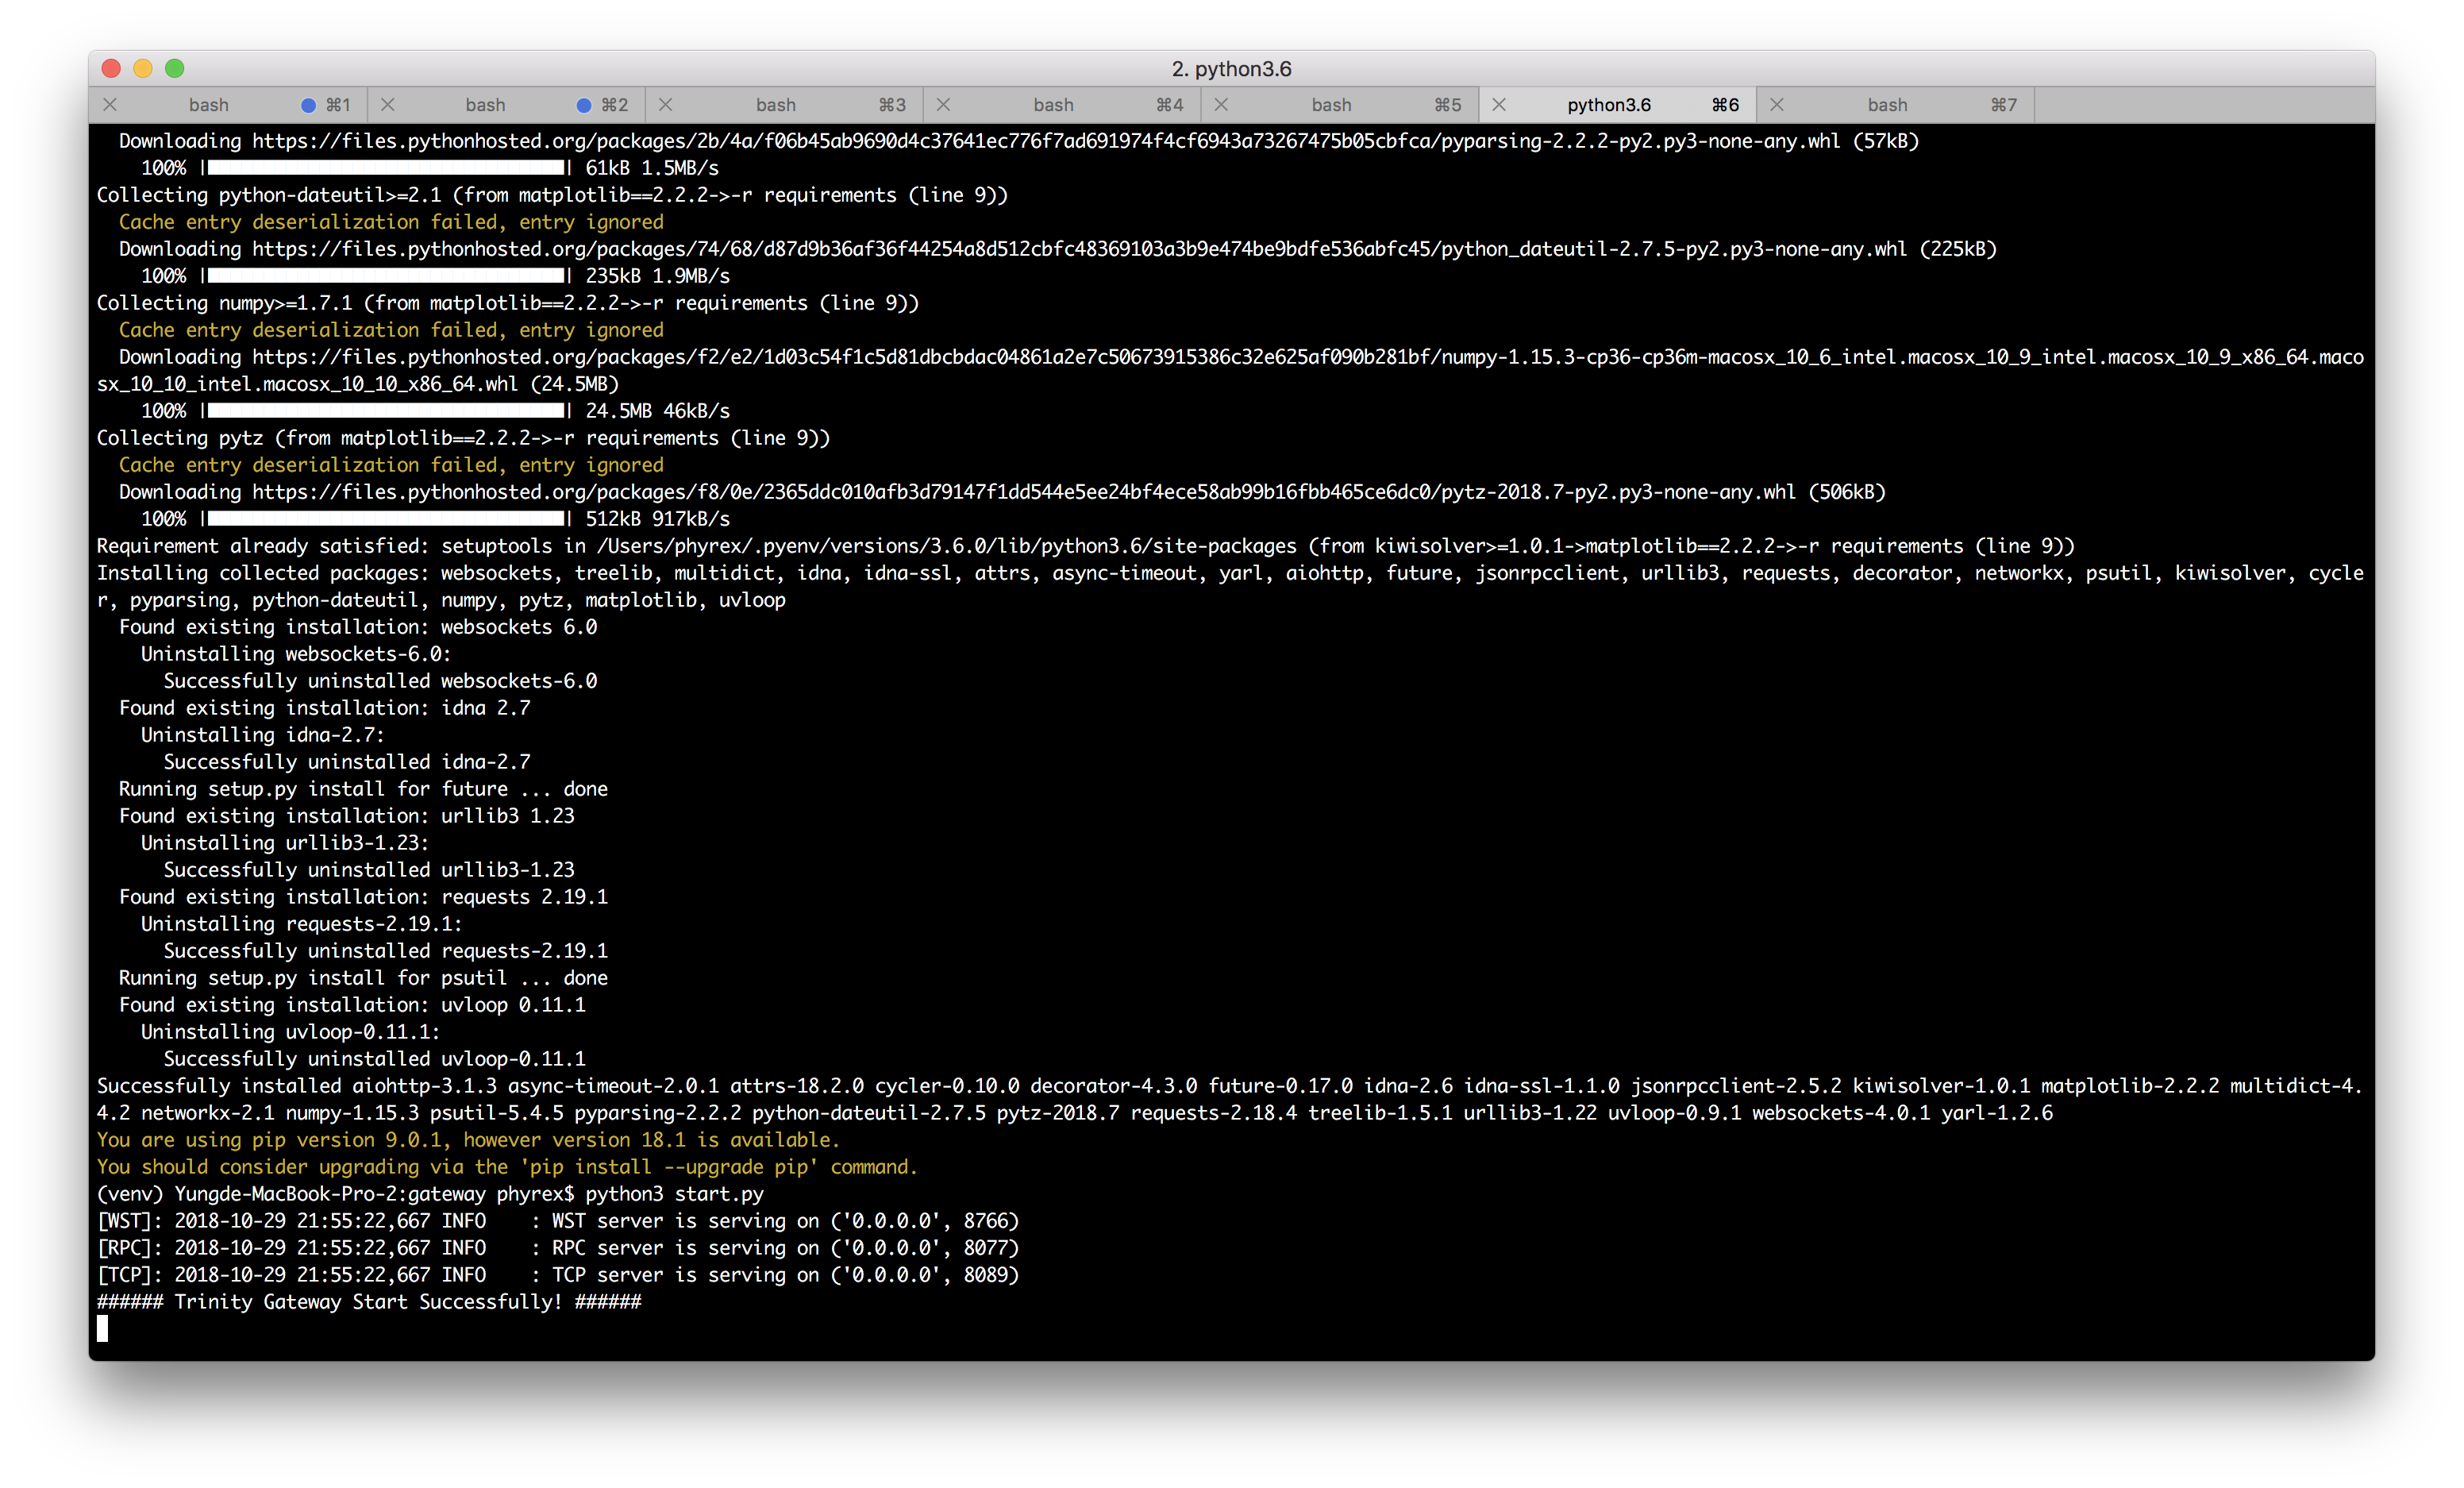 2. python3.6
bash ⌘1 bash ⌘2 bash ⌘3 bash ⌘4 bash ⌘5 python3.6 ⌘6 bash ⌘7
Downloading https://files.pythonhosted.org/packages/2b/4a/f06b45ab9690d4c37641ec776f7ad691974f4cf6943a73267475b05cbfca/pyparsing-2.2.2-py2.py3-none-any.whl (57kB)
100% || 61kB 1.5MB/s
Collecting python-dateutil>=2.1 (from matplotlib==2.2.2->-r requirements (line 9))
Cache entry deserialization failed, entry ignored
Downloading https://files.pythonhosted.org/packages/74/68/d87d9b36af36f44254a8d512cbfc48369103a3b9e474be9bdfe536abfc45/python_dateutil-2.7.5-py2.py3-none-any.whl (225kB)
100% || 235kB 1.9MB/s
Collecting numpy>=1.7.1 (from matplotlib==2.2.2->-r requirements (line 9))
Cache entry deserialization failed, entry ignored
Downloading https://files.pythonhosted.org/packages/f2/e2/1d03c54f1c5d81dbcbdac04861a2e7c50673915386c32e625af090b281bf/numpy-1.15.3-cp36-cp36m-macosx_10_6_intel.macosx_10_9_intel.macosx_10_9_x86_64.maco
sx_10_10_intel.macosx_10_10_x86_64.whl (24.5MB)
100% || 24.5MB 46kB/s
Collecting pytz (from matplotlib==2.2.2->-r requirements (line 9))
Cache entry deserialization failed, entry ignored
Downloading https://files.pythonhosted.org/packages/f8/0e/2365ddc010afb3d79147f1dd544e5ee24bf4ece58ab99b16fbb465ce6dc0/pytz-2018.7-py2.py3-none-any.whl (506kB)
100% || 512kB 917kB/s
Requirement already satisfied: setuptools in /Users/phyrex/.pyenv/versions/3.6.0/lib/python3.6/site-packages (from kiwisolver>=1.0.1->matplotlib==2.2.2->-r requirements (line 9))
Installing collected packages: websockets, treelib, multidict, idna, idna-ssl, attrs, async-timeout, yarl, aiohttp, future, jsonrpcclient, urllib3, requests, decorator, networkx, psutil, kiwisolver, cycle
r, pyparsing, python-dateutil, numpy, pytz, matplotlib, uvloop
Found existing installation: websockets 6.0
Uninstalling websockets-6.0:
Successfully uninstalled websockets-6.0
Found existing installation: idna 2.7
Uninstalling idna-2.7:
Successfully uninstalled idna-2.7
Running setup.py install for future ... done
Found existing installation: urllib3 1.23
Uninstalling urllib3-1.23:
Successfully uninstalled urllib3-1.23
Found existing installation: requests 2.19.1
Uninstalling requests-2.19.1:
Successfully uninstalled requests-2.19.1
Running setup.py install for psutil ... done
Found existing installation: uvloop 0.11.1
Uninstalling uvloop-0.11.1:
Successfully uninstalled uvloop-0.11.1
Successfully installed aiohttp-3.1.3 async-timeout-2.0.1 attrs-18.2.0 cycler-0.10.0 decorator-4.3.0 future-0.17.0 idna-2.6 idna-ssl-1.1.0 jsonrpcclient-2.5.2 kiwisolver-1.0.1 matplotlib-2.2.2 multidict-4.
4.2 networkx-2.1 numpy-1.15.3 psutil-5.4.5 pyparsing-2.2.2 python-dateutil-2.7.5 pytz-2018.7 requests-2.18.4 treelib-1.5.1 urllib3-1.22 uvloop-0.9.1 websockets-4.0.1 yarl-1.2.6
You are using pip version 9.0.1, however version 18.1 is available.
You should consider upgrading via the 'pip install --upgrade pip' command.
(venv) Yungde-MacBook-Pro-2:gateway phyrex$ python3 start.py
[WST]: 2018-10-29 21:55:22,667 INFO : WST server is serving on ('0.0.0.0', 8766)
[RPC]: 2018-10-29 21:55:22,667 INFO : RPC server is serving on ('0.0.0.0', 8077)
[TCP]: 2018-10-29 21:55:22,667 INFO : TCP server is serving on ('0.0.0.0', 8089)
###### Trinity Gateway Start Successfully! ######